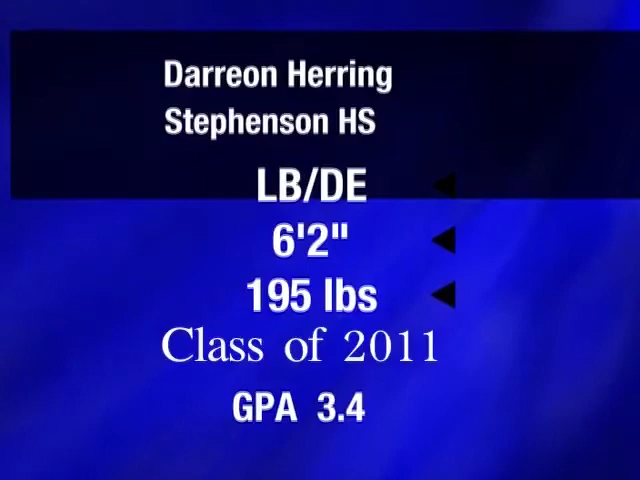 Darreon Herring
Stephenson HS
LB/DE
6'2"
195 lbs
Class of 2011
GPA 3.4